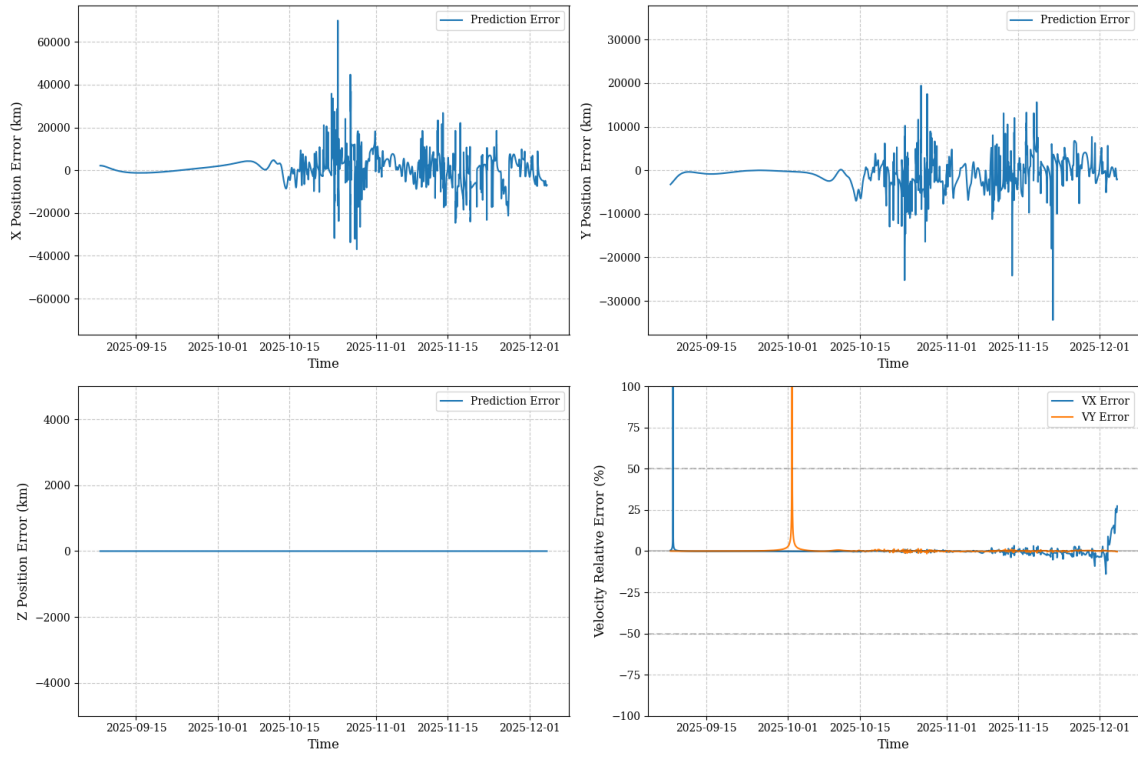 Prediction Error
60000
40000
20000
0
−20000
−40000
−60000
X Position Error (km)
2025-09-15 2025-10-01 2025-10-15 2025-11-01 2025-11-15 2025-12-01
Time
Prediction Error
30000
20000
10000
0
−10000
−20000
−30000
Y Position Error (km)
2025-09-15 2025-10-01 2025-10-15 2025-11-01 2025-11-15 2025-12-01
Time
Prediction Error
4000
2000
0
−2000
−4000
Z Position Error (km)
2025-09-15 2025-10-01 2025-10-15 2025-11-01 2025-11-15 2025-12-01
Time
VX Error
VY Error
100
75
50
25
0
−25
−50
−75
−100
Velocity Relative Error (%)
2025-09-15 2025-10-01 2025-10-15 2025-11-01 2025-11-15 2025-12-01
Time